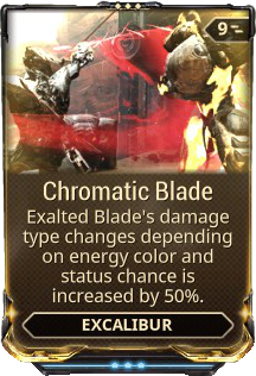 9
Chromatic Blade
Exalted Blade's damage
type changes depending
on energy color and
status chance is
increased by 50%.
EXCALIBUR